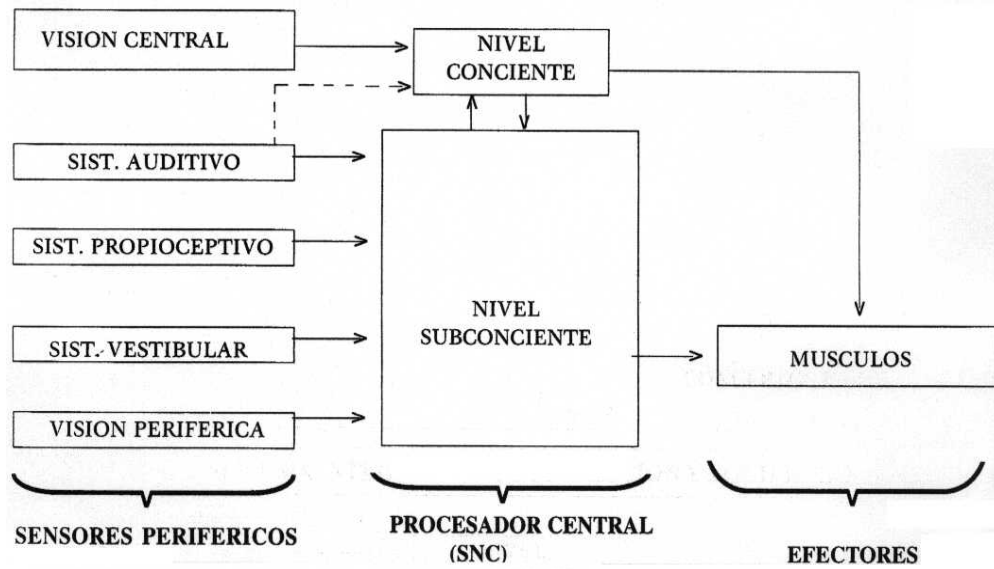 VISION CENTRAL
NIVEL
CONCIENTE
SIST. AUDITIVO
SIST. PROPIOCEPTIVO
SIST. VESTIBULAR
VISION PERIFERICA
NIVEL
SUBCONCIENTE
MUSCULOS
SENSORES PERIFERICOS
PROCESADOR CENTRAL
(SNC)
EFECTORES